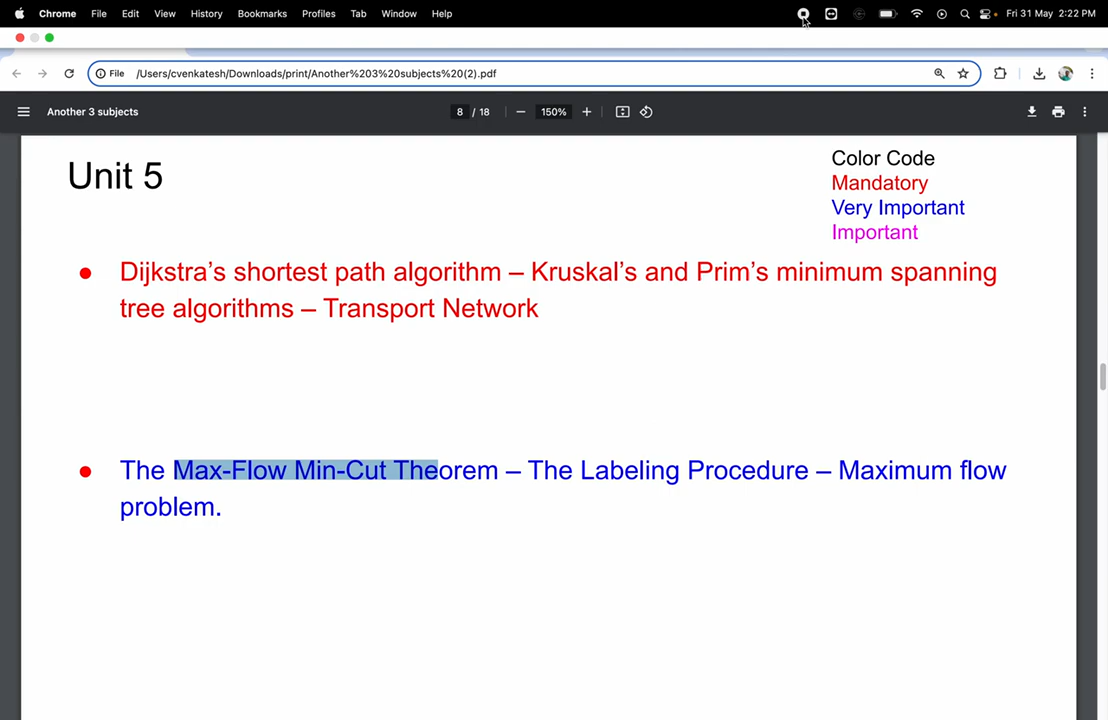 Chrome File Edit View History Bookmarks Profiles Tab Window Help Fri 31 May 2:22 PM
File /Users/cvenkatesh/Downloads/print/Another%203%20subjects%20(2).pdf
Another 3 subjects 8 / 18 150%
Unit 5
Color Code
Mandatory
Very Important
Important
● Dijkstra’s shortest path algorithm – Kruskal’s and Prim’s minimum spanning
tree algorithms – Transport Network
● The Max-Flow Min-Cut Theorem – The Labeling Procedure – Maximum flow
problem.